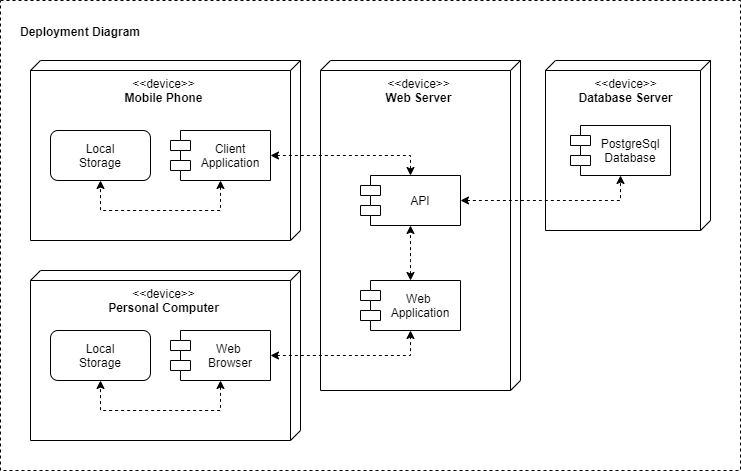 Deployment Diagram
<<device>>
Mobile Phone
Local
Storage
Client
Application
<<device>>
Web Server
API
Web
Application
<<device>>
Database Server
PostgreSql
Database
<<device>>
Personal Computer
Local
Storage
Web
Browser